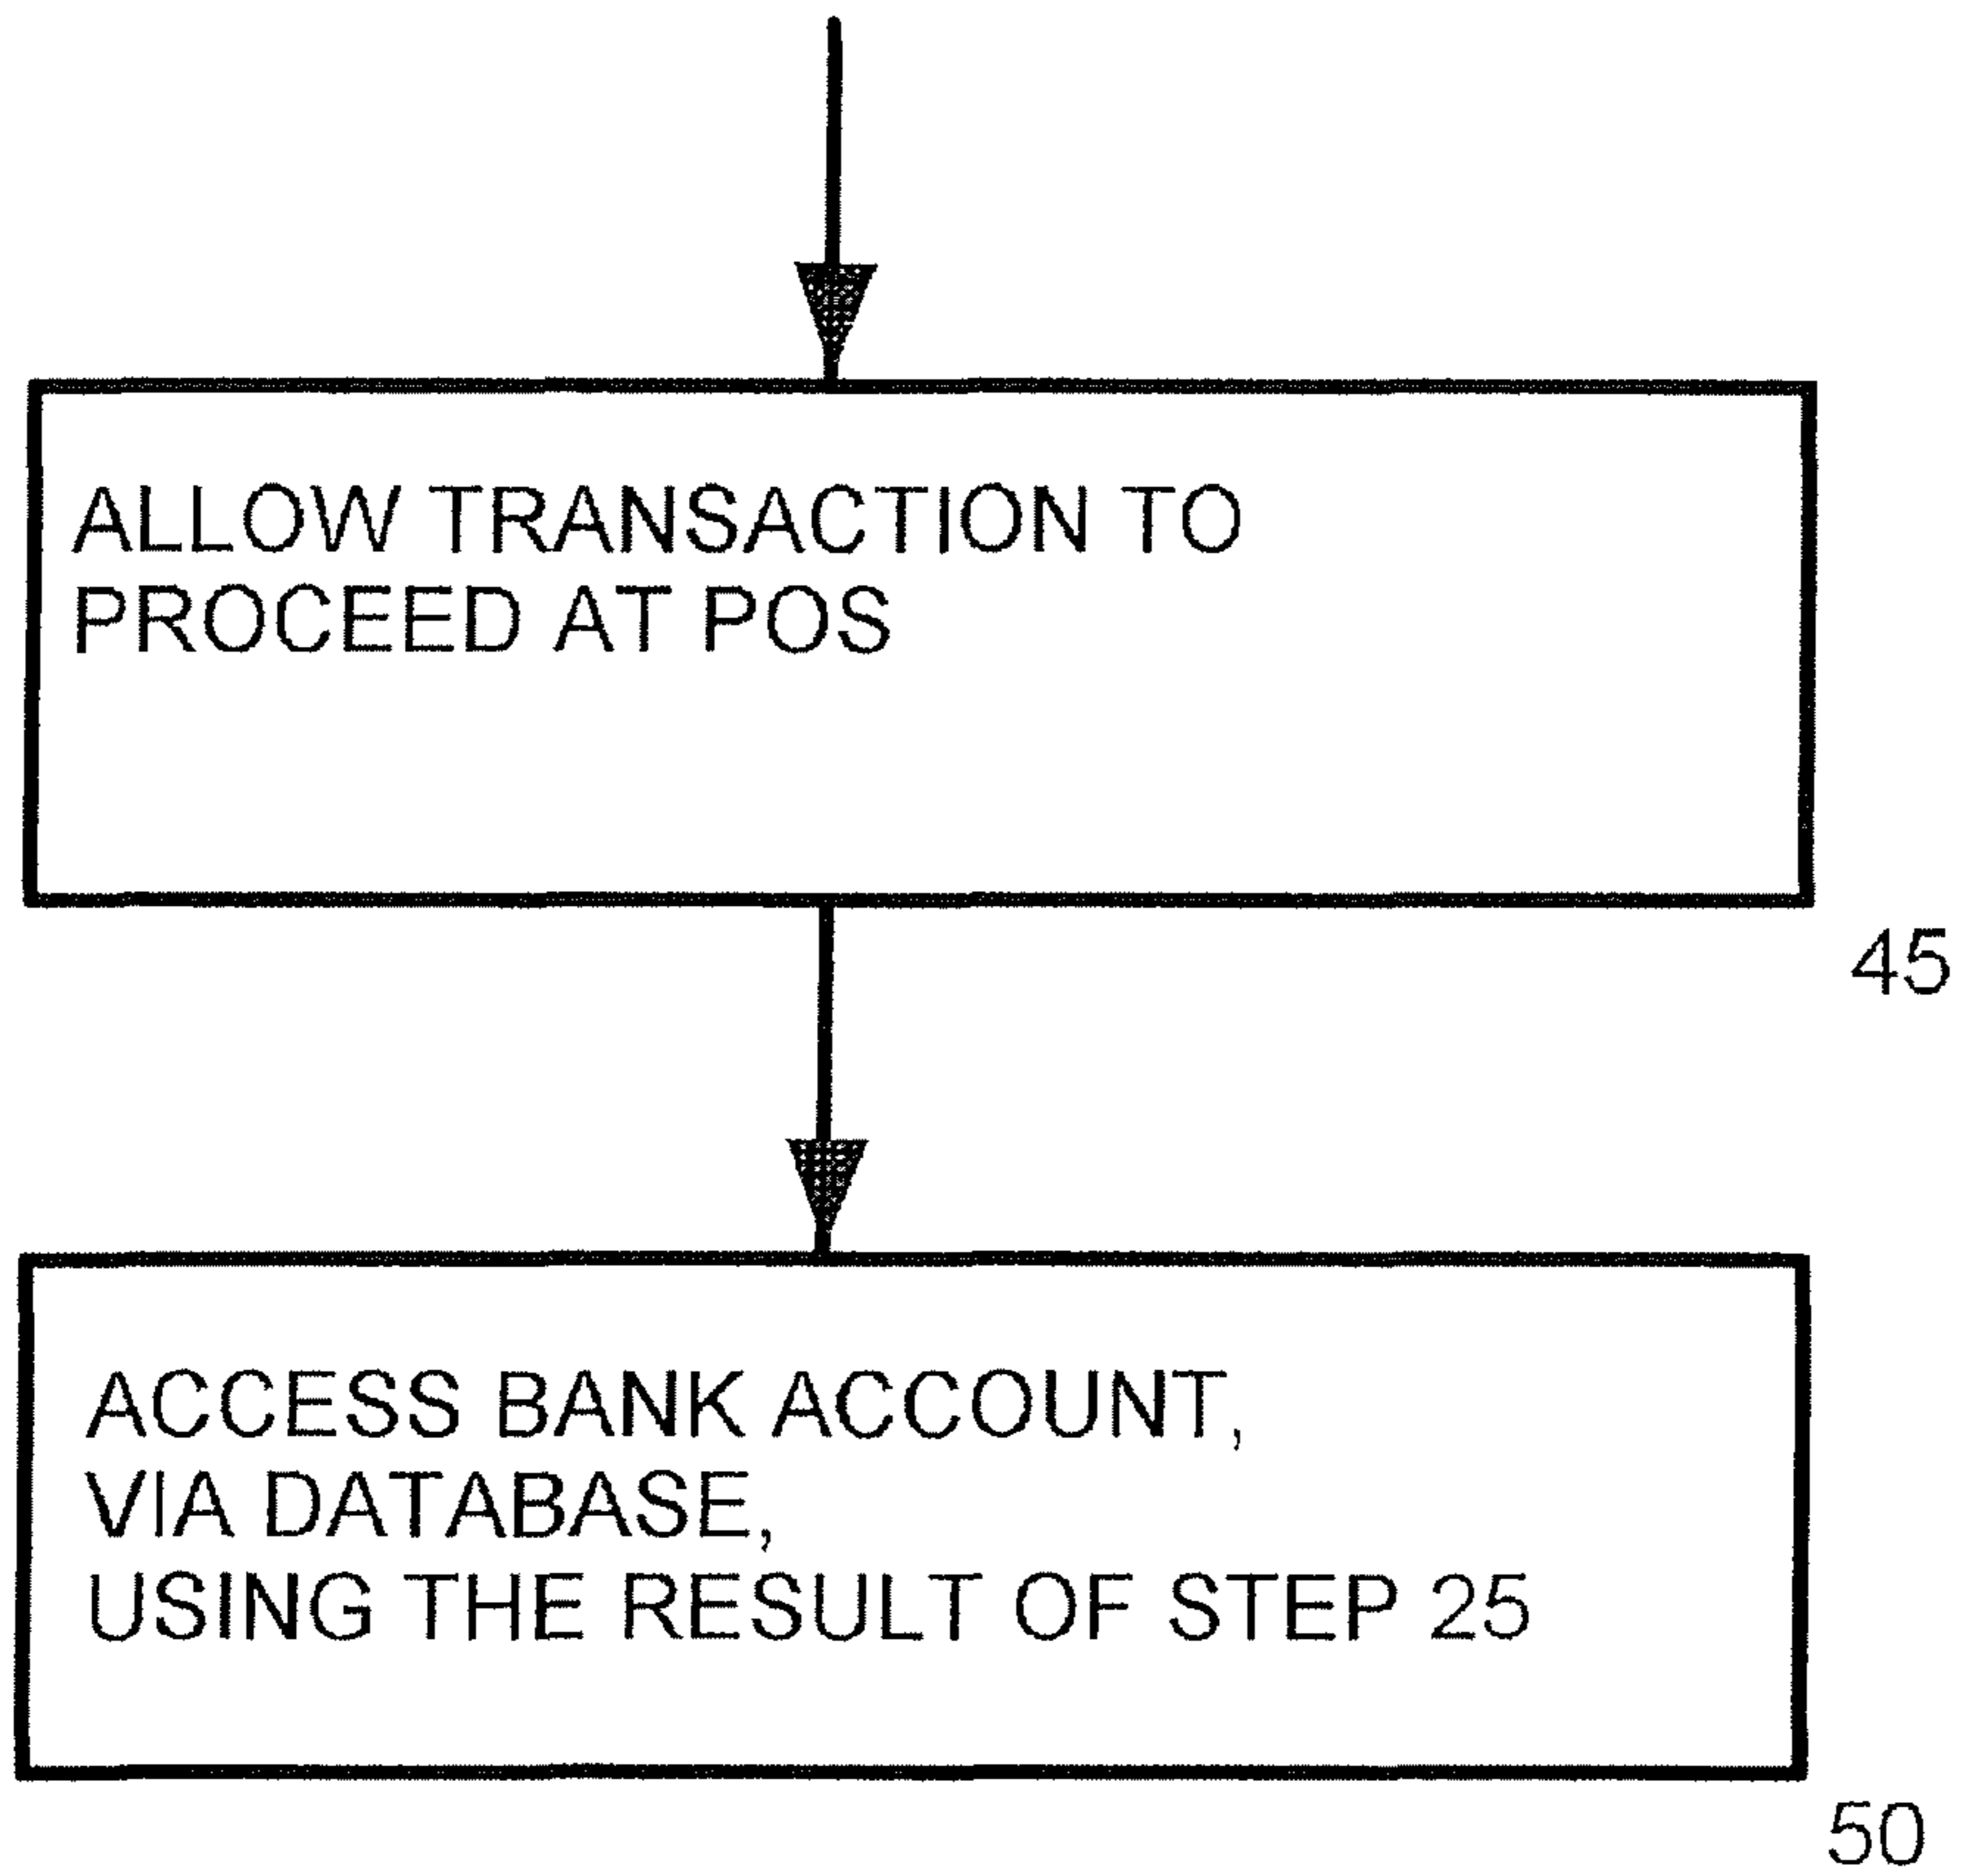 ALLOW TRANSACTION TO
PROCEED AT POS
45
ACCESS BANK ACCOUNT,
VIA DATABASE,
USING THE RESULT OF STEP 25
50